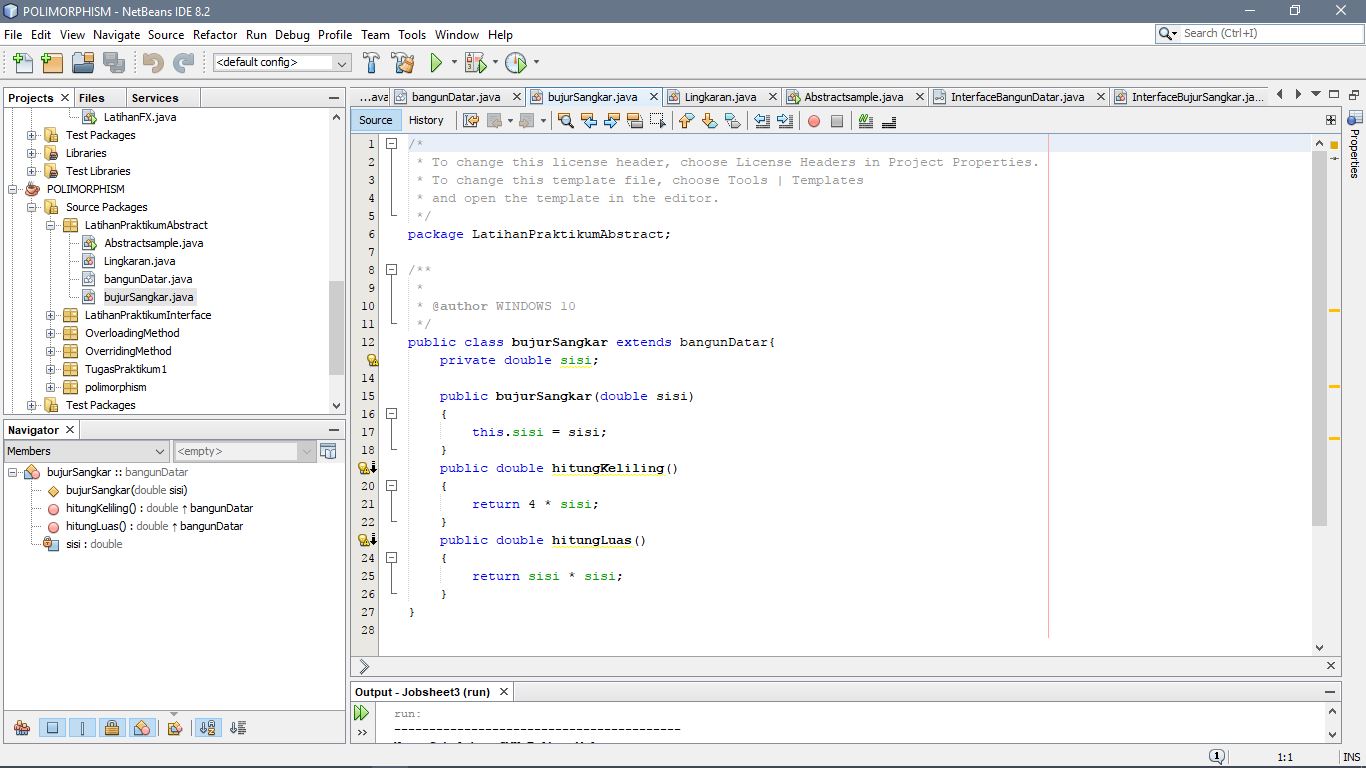 POLIMORPHISM - NetBeans IDE 8.2
File Edit View Navigate Source Refactor Run Debug Profile Team Tools Window Help
Search (Ctrl+I)
<default config>
Projects Files Services
LatihanFX.java
Test Packages
Libraries
Test Libraries
POLIMORPHISM
Source Packages
LatihanPraktikumAbstract
Abstractsample.java
Lingkaran.java
bangunDatar.java
bujurSangkar.java
LatihanPraktikumInterface
OverloadingMethod
OverridingMethod
TugasPraktikum1
polimorphism
Test Packages
Navigator
Members <empty>
bujurSangkar :: bangunDatar
bujurSangkar(double sisi)
hitungKeliling() : double ↑ bangunDatar
hitungLuas() : double ↑ bangunDatar
sisi : double
...ava bangunDatar.java bujurSangkar.java Lingkaran.java Abstractsample.java InterfaceBangunDatar.java InterfaceBujurSangkar.ja...
Source History
Properties
1 /*
2 * To change this license header, choose License Headers in Project Properties.
3 * To change this template file, choose Tools | Templates
4 * and open the template in the editor.
5 */
6 package LatihanPraktikumAbstract;
7
8 /**
9 *
10 * @author WINDOWS 10
11 */
12 public class bujurSangkar extends bangunDatar{
private double sisi;
14
15 public bujurSangkar(double sisi)
16 {
17 this.sisi = sisi;
18 }
public double hitungKeliling()
20 {
21 return 4 * sisi;
22 }
public double hitungLuas()
24 {
25 return sisi * sisi;
26 }
27 }
28
Output - Jobsheet3 (run)
run:
-----------------------------------------
1 1:1 INS